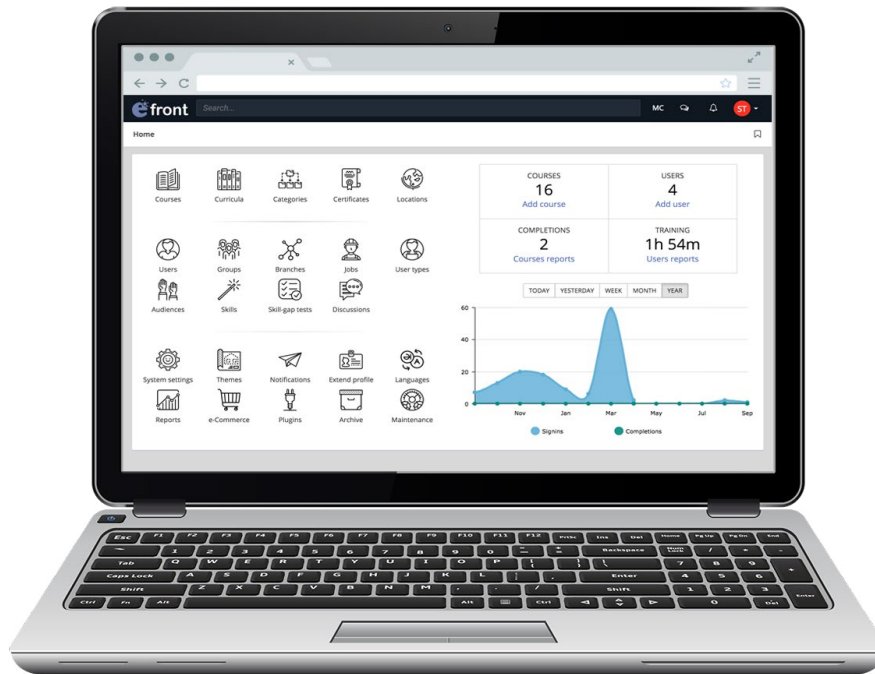 efront
Search...
MC
ST
Home
Courses Curricula Categories Certificates Locations
Users Groups Branches Jobs User types
Audiences Skills Skill-gap tests Discussions
System settings Themes Notifications Extend profile Languages
Reports e-Commerce Plugins Archive Maintenance
COURSES
16
Add course
USERS
4
Add user
COMPLETIONS
2
Courses reports
TRAINING
1h 54m
Users reports
TODAY YESTERDAY WEEK MONTH YEAR
60
40
20
0
Nov Jan Mar May Jul Sep
Signins Completions
Esc F1 F2 F3 F4 F5 F6 F7 F8 F9 F10 F11 F12 PrtSc Ins Del Home Pg Up Pg Dn End
1 2 3 4 5 6 7 8 9 0 - = Backspace Num Lock / * -
Tab Q W E R T Y U I O P [ ] \ 7 8 9 +
Caps Lock A S D F G H J K L ; Enter 4 5 6
Shift Z X C V B N M , . / Shift 1 2 3 Enter
Ctrl Fn Alt Alt Ctrl 0 Del